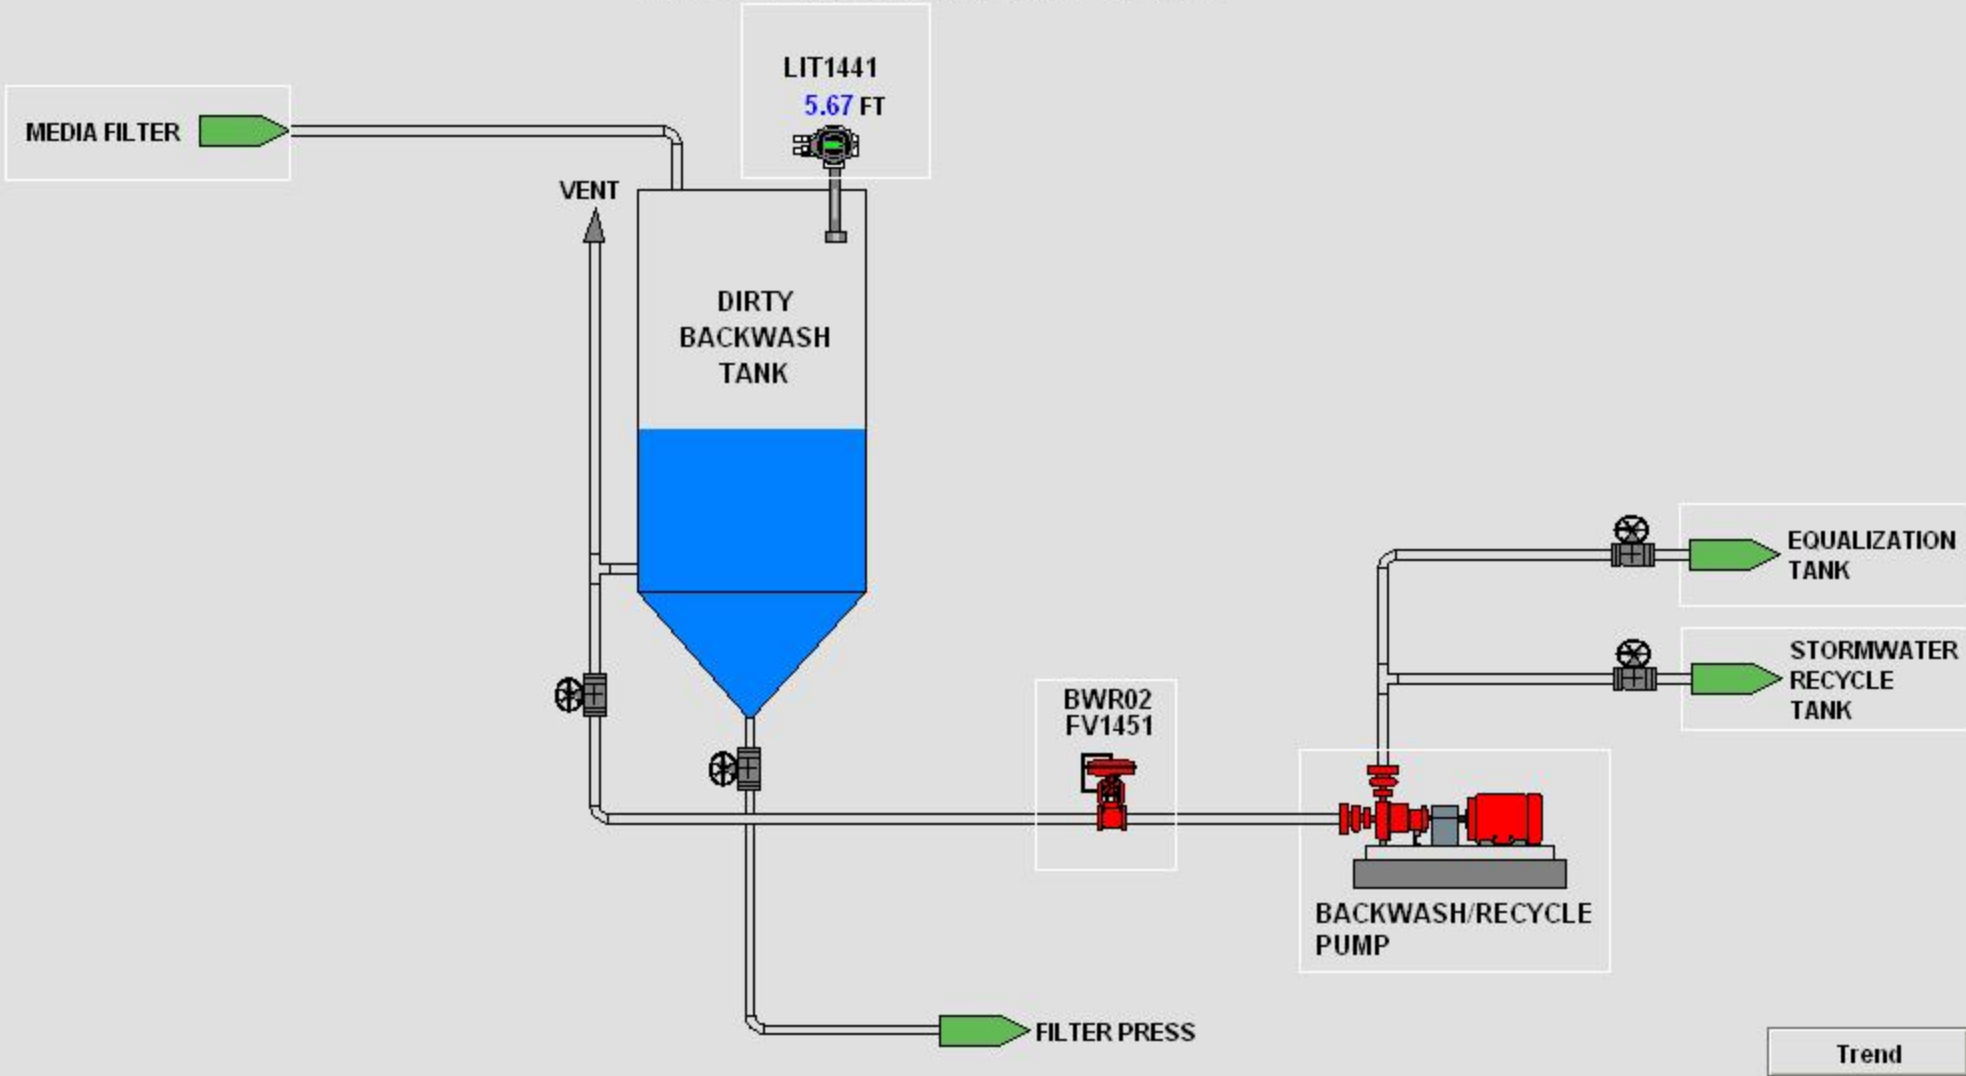 LIT1441
5.67 FT
MEDIA FILTER
VENT
DIRTY
BACKWASH
TANK
EQUALIZATION
TANK
STORMWATER
RECYCLE
TANK
BWR02
FV1451
BACKWASH/RECYCLE
PUMP
FILTER PRESS
Trend